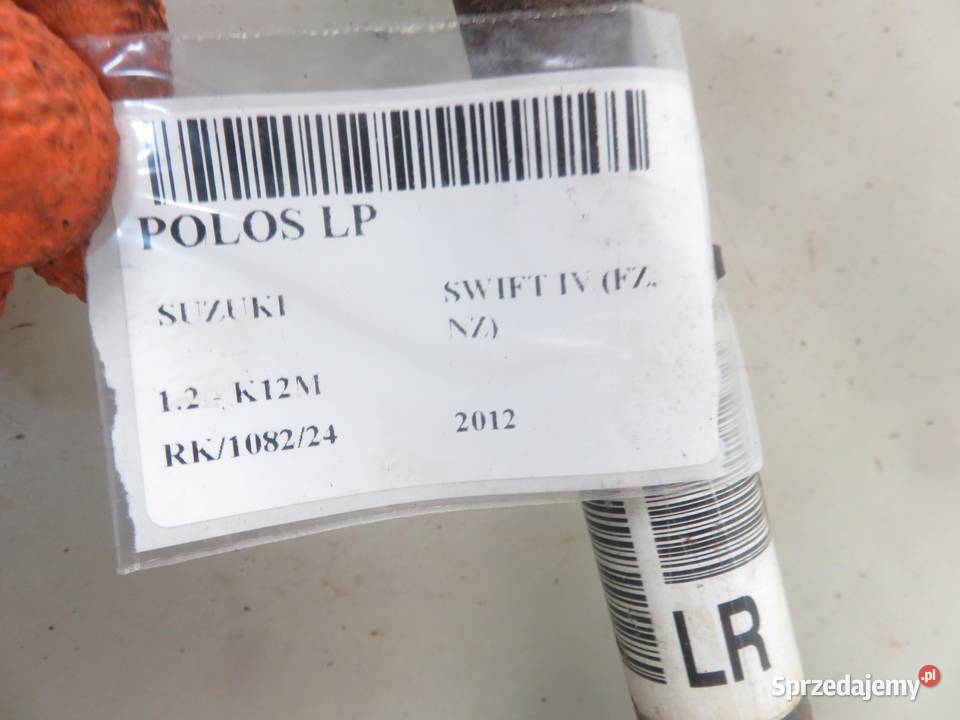 POLOS LP
SUZUKI
SWIFT IV (FZ,
NZ)
1.2 - K12M
RK/1082/24
2012
LR
Sprzedajemy.pl